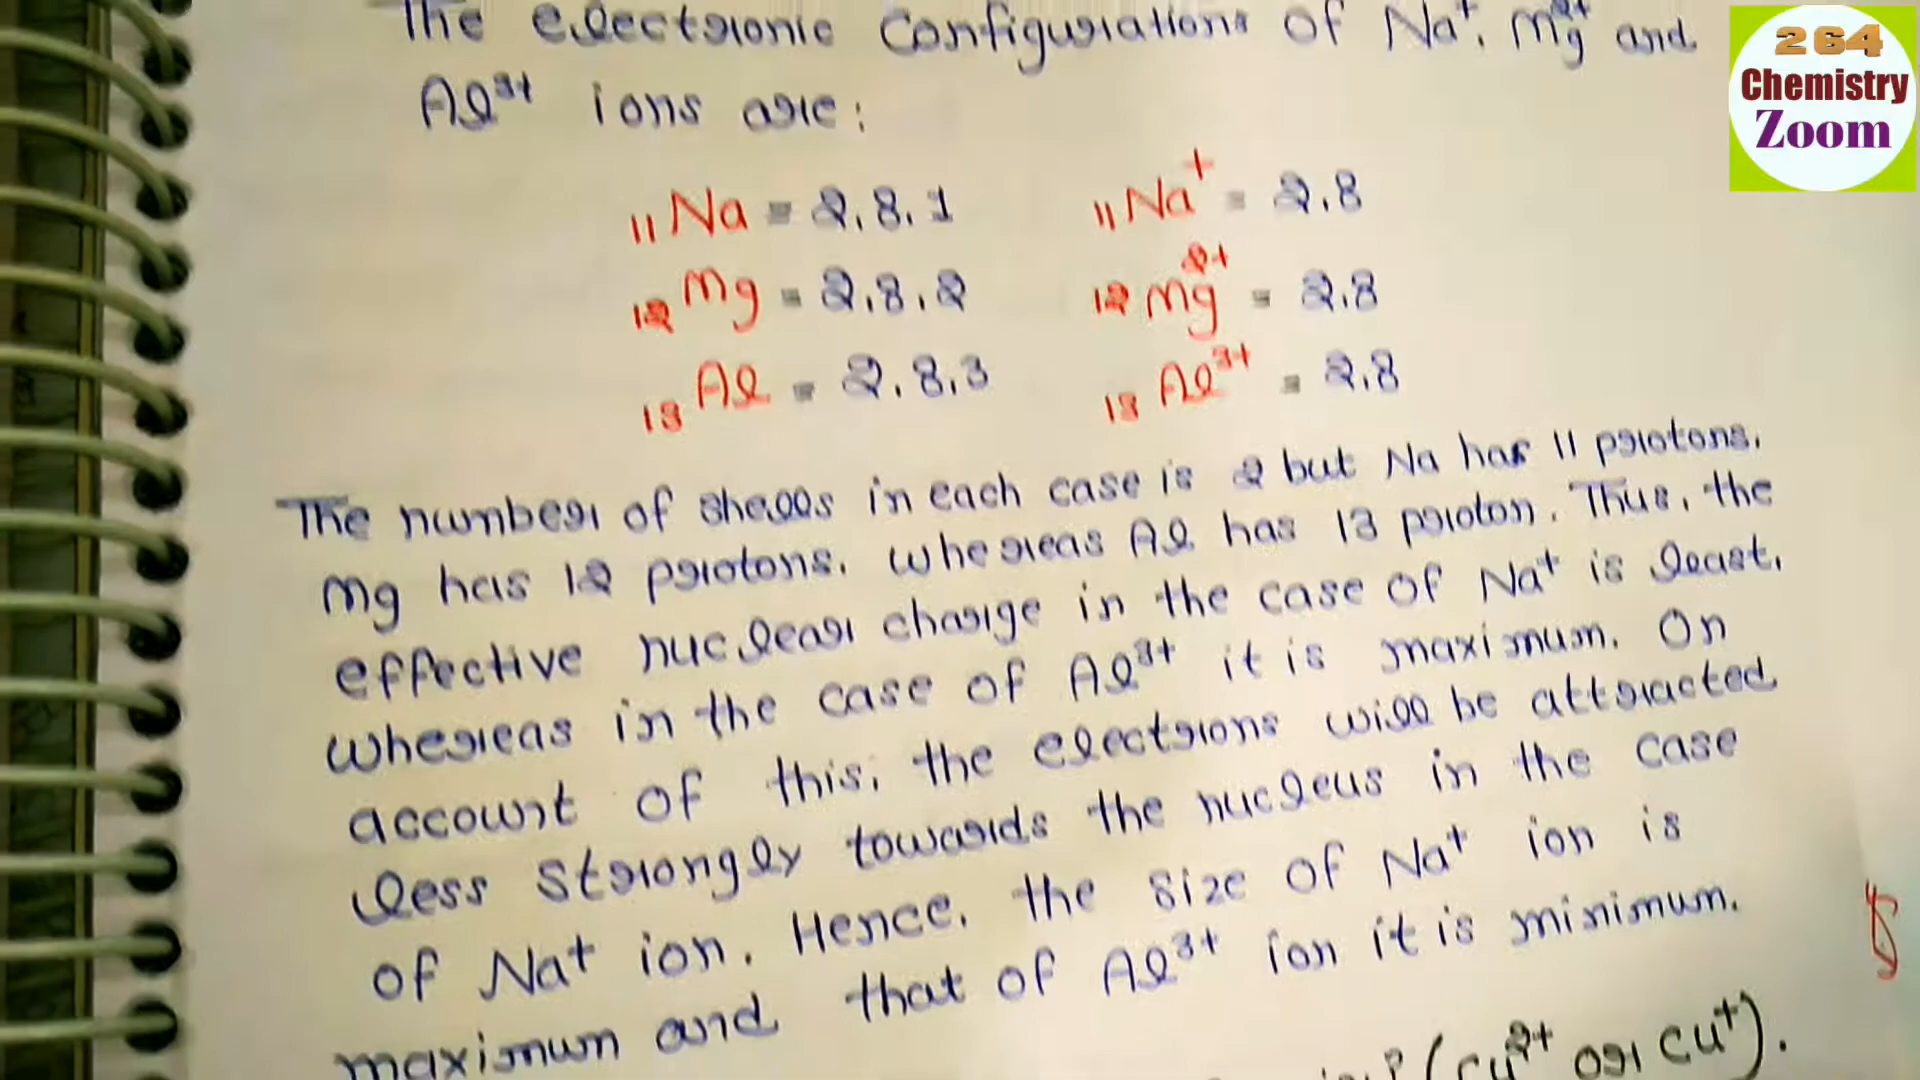 The electronic configurations of Na⁺, Mg²⁺ and
Al³⁺ ions are:
₁₁Na = 2,8,1
₁₁Na⁺ = 2,8
₁₂Mg = 2,8,2
₁₂Mg²⁺ = 2,8
₁₃Al = 2,8,3
₁₃Al³⁺ = 2,8
The number of shells in each case is 2 but Na has 11 protons,
Mg has 12 protons, whereas Al has 13 proton. Thus, the
effective nuclear charge in the case of Na⁺ is least,
whereas in the case of Al³⁺ it is maximum. On
account of this, the electrons will be attracted
less strongly towards the nucleus in the case
of Na⁺ ion. Hence, the size of Na⁺ ion is
maximum and that of Al³⁺ ion it is minimum.
? (Cu²⁺ or Cu⁺).
264
Chemistry
Zoom